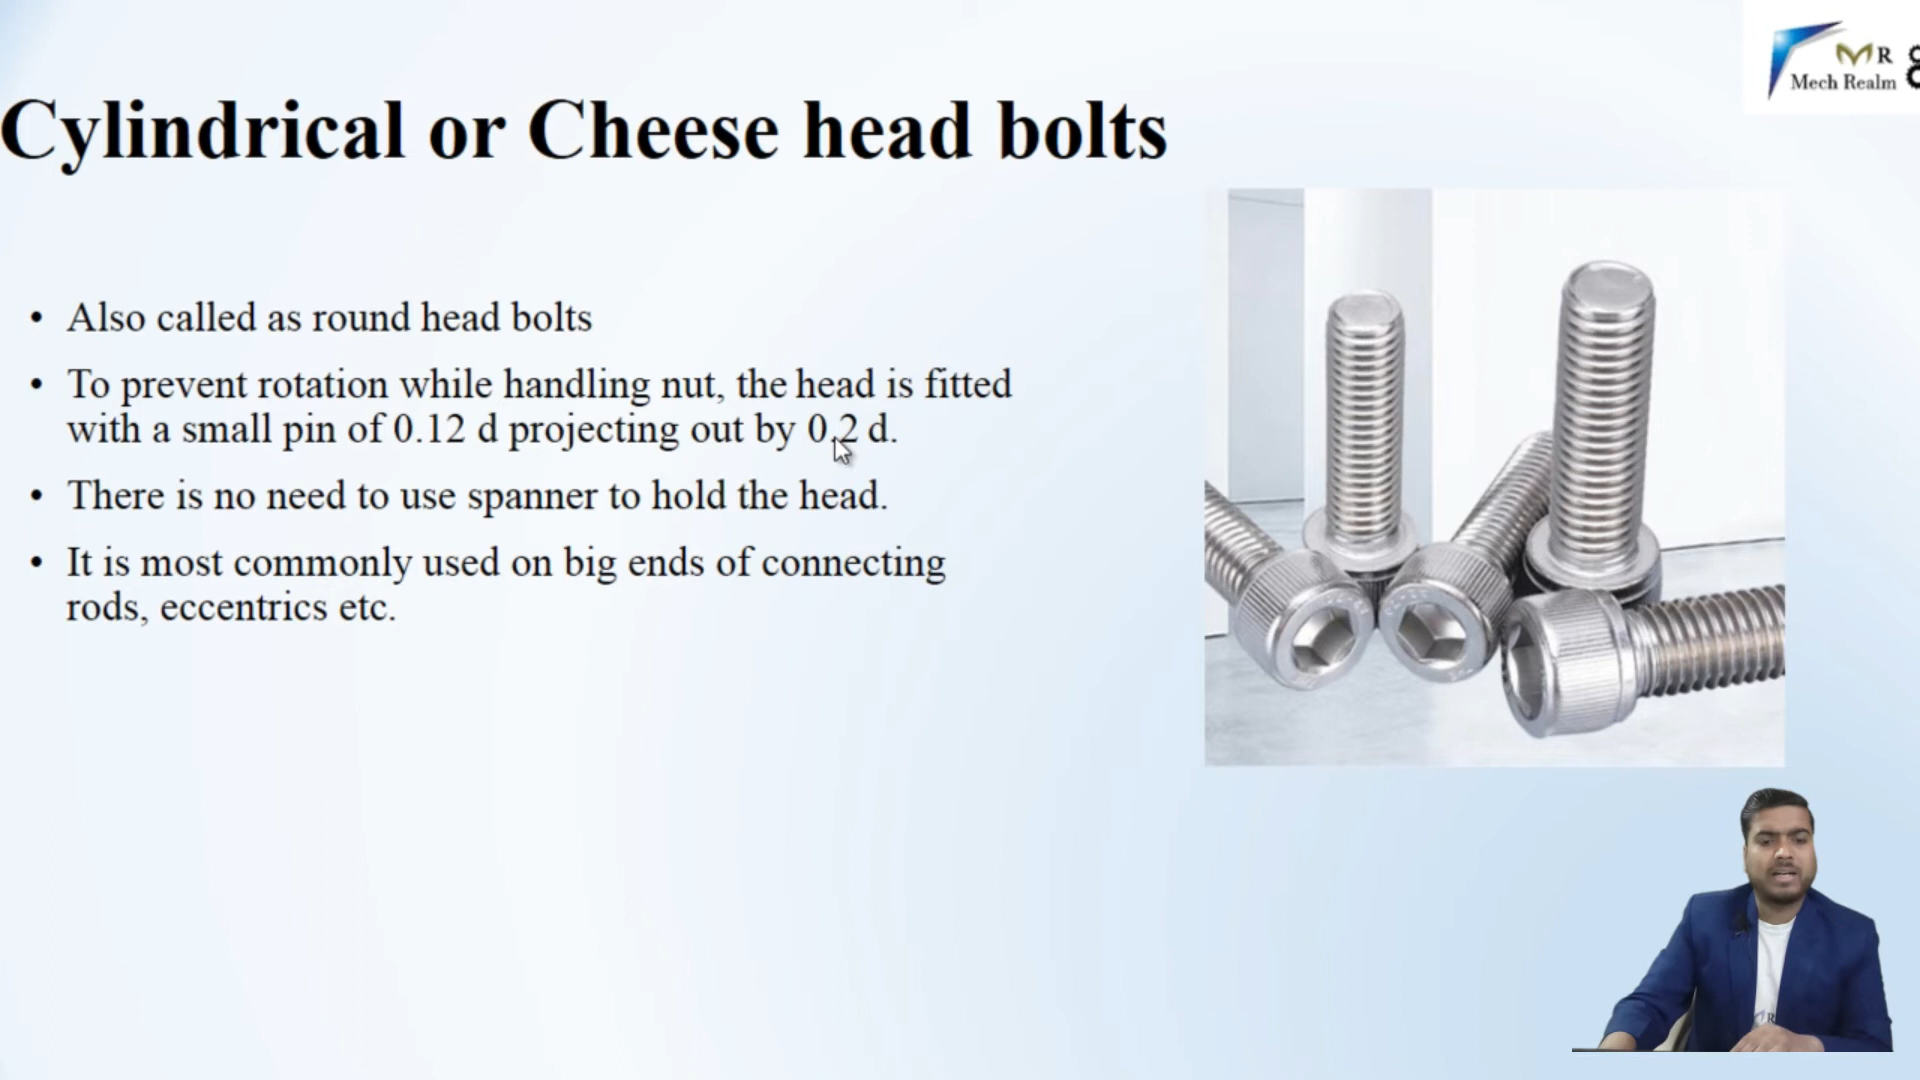 MR
Mech Realm
Cylindrical or Cheese head bolts
• Also called as round head bolts
• To prevent rotation while handling nut, the head is fitted
with a small pin of 0.12 d projecting out by 0.2 d.
• There is no need to use spanner to hold the head.
• It is most commonly used on big ends of connecting
rods, eccentrics etc.